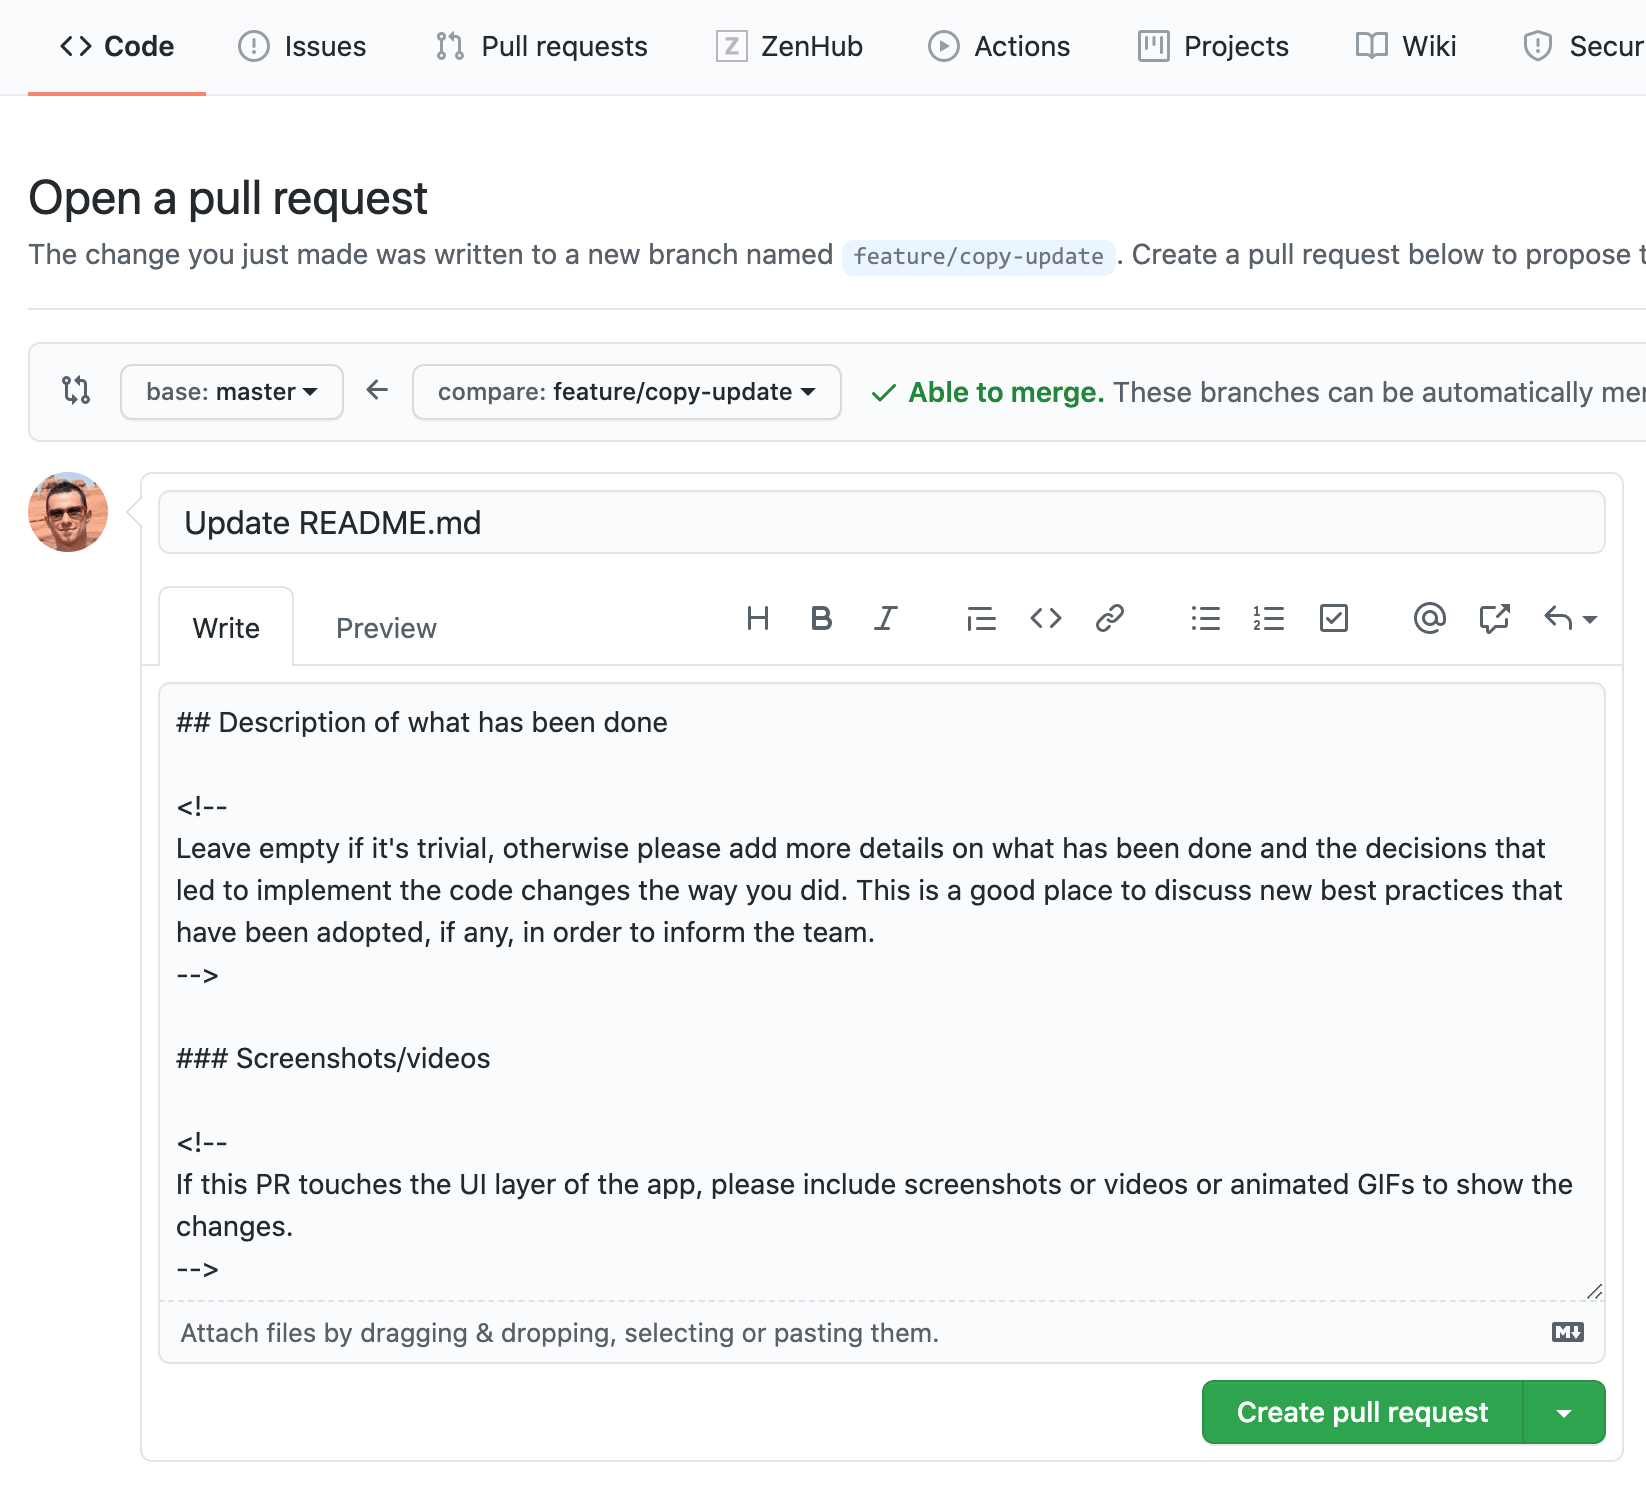 <> Code Issues Pull requests ZenHub Actions Projects Wiki Secur
Open a pull request
The change you just made was written to a new branch named feature/copy-update. Create a pull request below to propose
base: master compare: feature/copy-update Able to merge. These branches can be automatically mer
Update README.md
Write Preview
## Description of what has been done
<!--
Leave empty if it's trivial, otherwise please add more details on what has been done and the decisions that
led to implement the code changes the way you did. This is a good place to discuss new best practices that
have been adopted, if any, in order to inform the team.
-->
### Screenshots/videos
<!--
If this PR touches the UI layer of the app, please include screenshots or videos or animated GIFs to show the
changes.
-->
Attach files by dragging & dropping, selecting or pasting them.
Create pull request